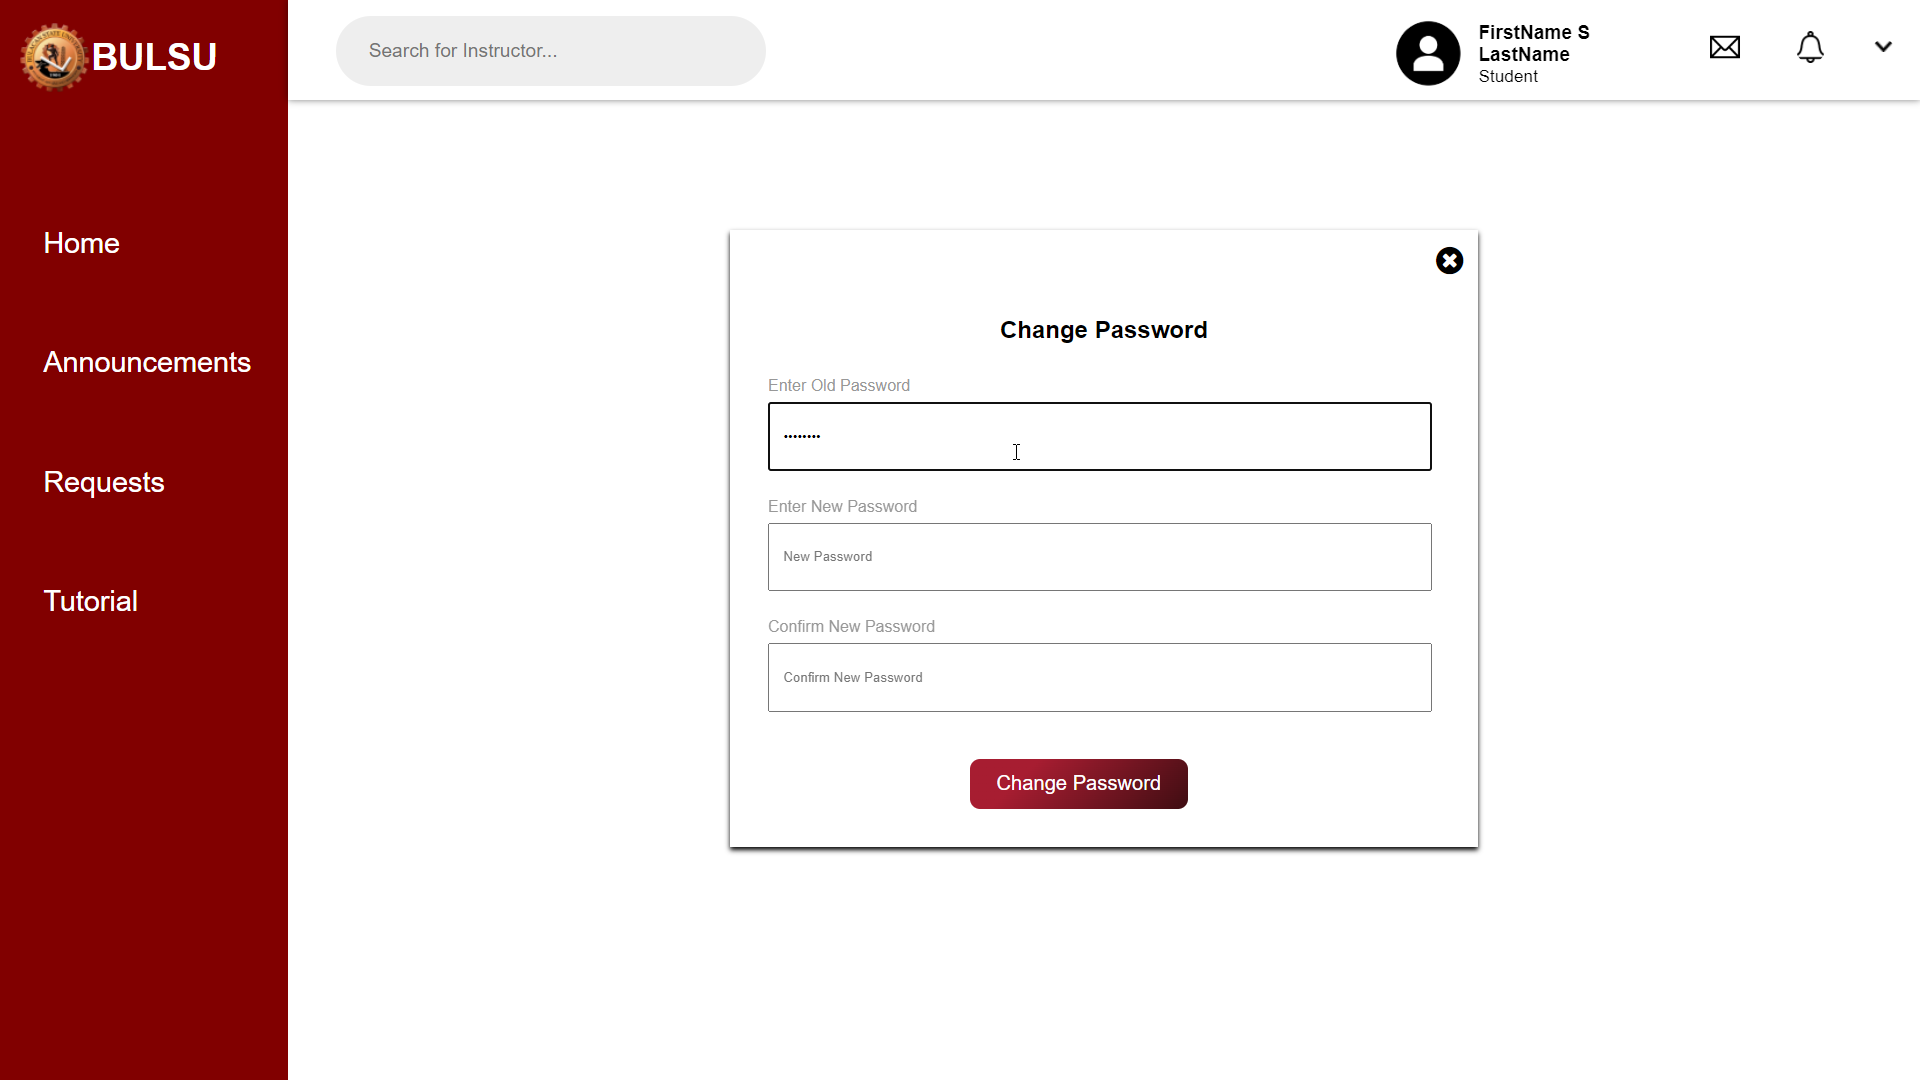 BULSU
Search for Instructor...
FirstName S
LastName
Student
Home
Announcements
Requests
Tutorial
Change Password
Enter Old Password
••••••••
Enter New Password
New Password
Confirm New Password
Confirm New Password
Change Password